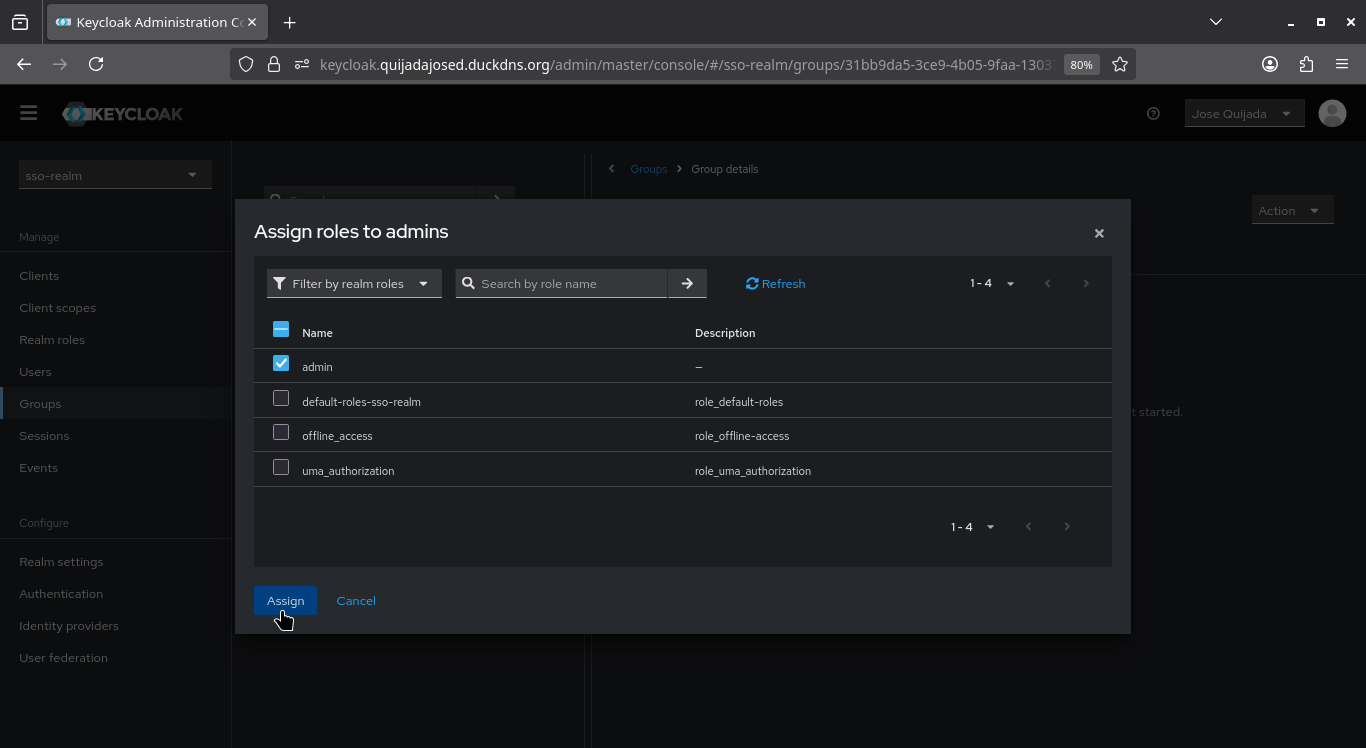 Keycloak Administration Co
keycloak.quijadajosed.duckdns.org/admin/master/console/#/sso-realm/groups/31bb9da5-3ce9-4b05-9faa-1303
80%
KEYCLOAK
Jose Quijada
sso-realm
Groups
Group details
Search
Action
Manage
Clients
Client scopes
Realm roles
Users
Groups
Sessions
Events
Configure
Realm settings
Authentication
Identity providers
User federation
Assign roles to admins
Filter by realm roles
Search by role name
Refresh
1 - 4
Name Description
admin –
default-roles-sso-realm role_default-roles
offline_access role_offline-access
uma_authorization role_uma_authorization
1 - 4
Assign
Cancel
t started.